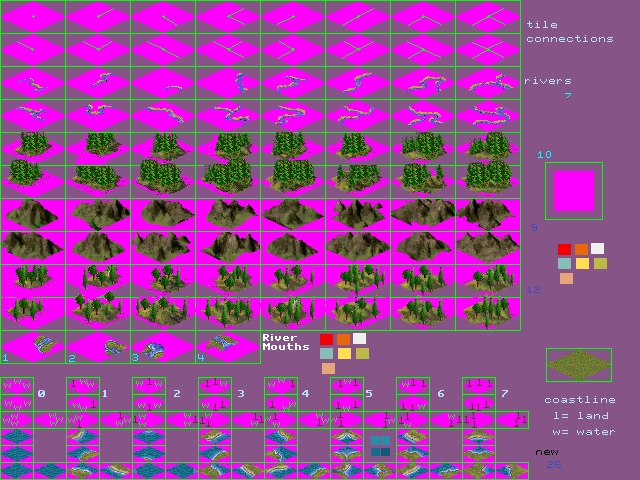 tile
connections
rivers
7
10
9
12
River
Mouths
1 2 3 4
0 1 2 3 4 5 6 7
coastline
l= land
w= water
new
25